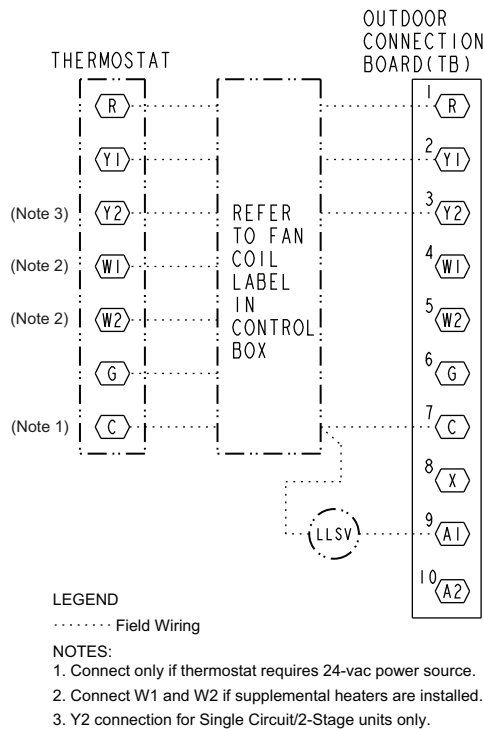 OUTDOOR
CONNECTION
BOARD(TB)
THERMOSTAT
R
1
R
Y1
2
Y1
(Note 3)
Y2
3
Y2
(Note 2)
W1
4
W1
(Note 2)
W2
5
W2
G
6
G
(Note 1)
C
7
C
REFER
TO FAN
COIL
LABEL
IN
CONTROL
BOX
8
X
LLSV
9
A1
10
A2
LEGEND
Field Wiring
NOTES:
1. Connect only if thermostat requires 24-vac power source.
2. Connect W1 and W2 if supplemental heaters are installed.
3. Y2 connection for Single Circuit/2-Stage units only.